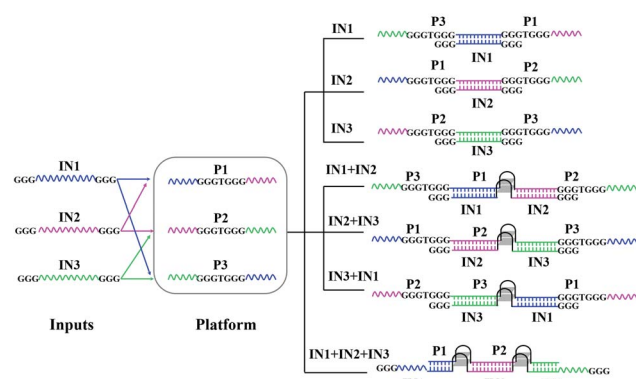 IN1
P3 P1
GGGTGGG GGGTGGG
GGG GGG
IN1
IN2
P1 P2
GGGTGGG GGGTGGG
GGG GGG
IN2
IN3
P2 P3
GGGTGGG GGGTGGG
GGG GGG
IN3
IN1
GGG GGG
IN2
GGG GGG
IN3
GGG GGG
Inputs
P1
GGGTGGG
P2
GGGTGGG
P3
GGGTGGG
Platform
IN1+IN2
P3 P1 P2
GGGTGGG GGGTGGG
GGG
IN1 IN2
IN2+IN3
P1 P2 P3
GGGTGGG GGGTGGG
GGG
IN2 IN3
IN3+IN1
P2 P3 P1
GGGTGGG GGGTGGG
GGG
IN3 IN1
IN1+IN2+IN3
P1 P2
GGG GGG